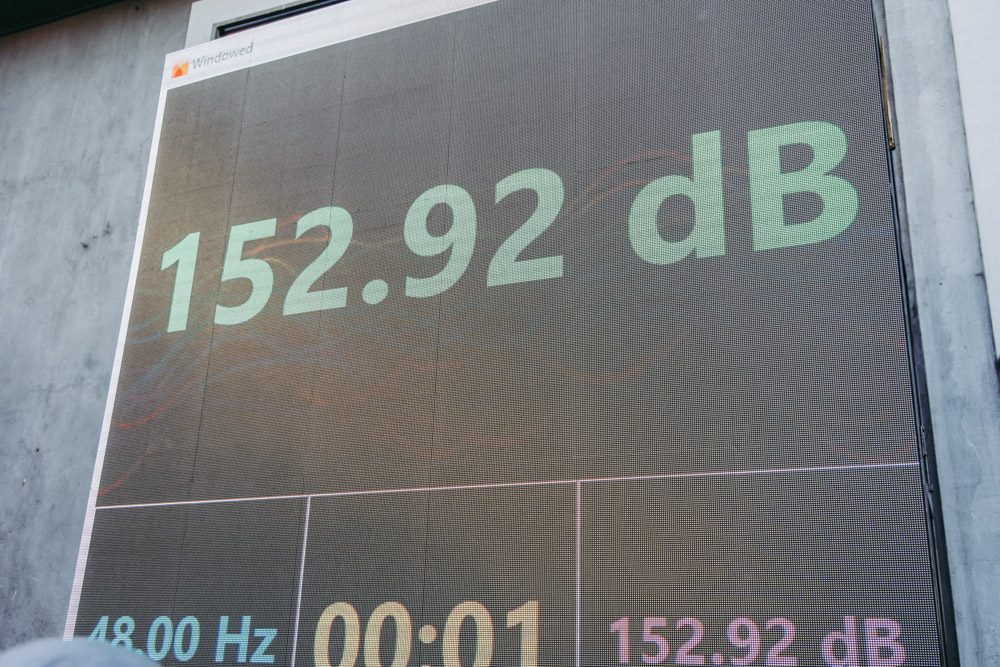 Windowed
152.92 dB
48.00 Hz 00:01 152.92 dB